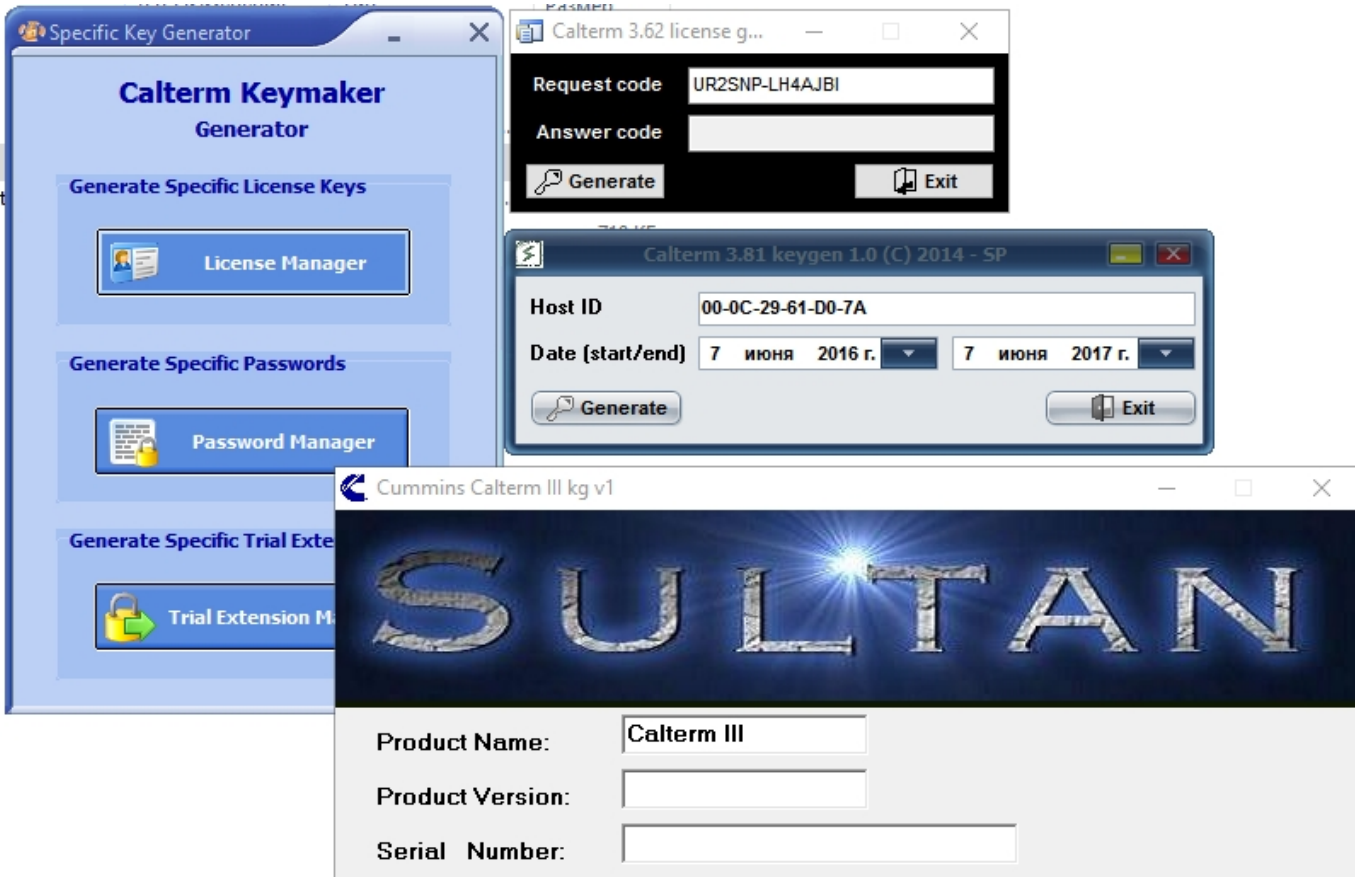 Размер
Specific Key Generator
Calterm Keymaker
Generator
Generate Specific License Keys
License Manager
Generate Specific Passwords
Password Manager
Generate Specific Trial Exte
Trial Extension M
Calterm 3.62 license g...
Request code UR2SNP-LH4AJBI
Answer code
Generate Exit
Calterm 3.81 keygen 1.0 (C) 2014 - SP
Host ID 00-0C-29-61-D0-7A
Date (start/end) 7 июня 2016 г. 7 июня 2017 г.
Generate Exit
Cummins Calterm III kg v1
SULTAN
Product Name: Calterm III
Product Version:
Serial Number: